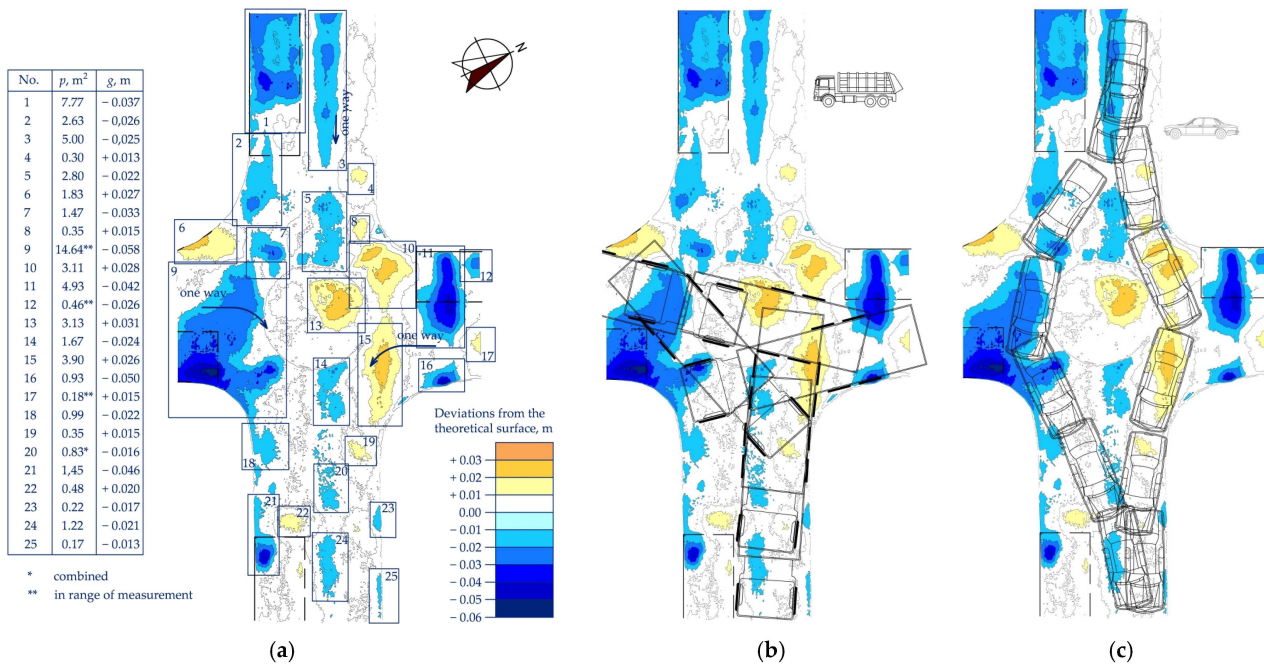 No. p, m² g, m
1 7.77 − 0.037
2 2.63 − 0,026
3 5.00 − 0,025
4 0.30 + 0.013
5 2.80 − 0.022
6 1.83 + 0.027
7 1.47 − 0.033
8 0.35 + 0.015
9 14.64** − 0.058
10 3.11 + 0.028
11 4.93 − 0.042
12 0.46** − 0.026
13 3.13 + 0.031
14 1.67 − 0.024
15 3.90 + 0.026
16 0.93 − 0.050
17 0.18** + 0.015
18 0.99 − 0.022
19 0.35 + 0.015
20 0.83* − 0.016
21 1,45 − 0.046
22 0.48 + 0.020
23 0.22 − 0.017
24 1.22 − 0.021
25 0.17 − 0.013
* combined
** in range of measurement
N
1
one way
2
3
4
5
6
7
8
9
10
11
12
one way
13
15
one way
17
14
16
18
19
20
21
22
23
24
25
Deviations from the
theoretical surface, m
+ 0.03
+ 0.02
+ 0.01
0.00
− 0.01
− 0.02
− 0.03
− 0.04
− 0.05
− 0.06
(a)
(b)
(c)